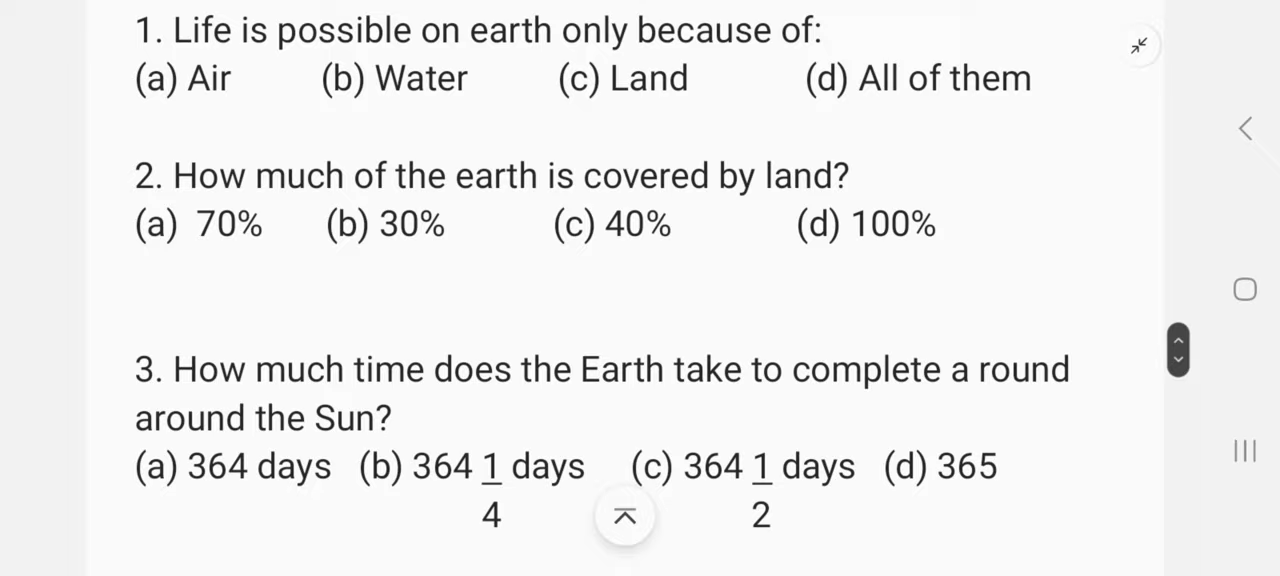 1. Life is possible on earth only because of:
(a) Air (b) Water (c) Land (d) All of them
2. How much of the earth is covered by land?
(a) 70% (b) 30% (c) 40% (d) 100%
3. How much time does the Earth take to complete a round
around the Sun?
(a) 364 days (b) 364 1 days (c) 364 1 days (d) 365
4 2